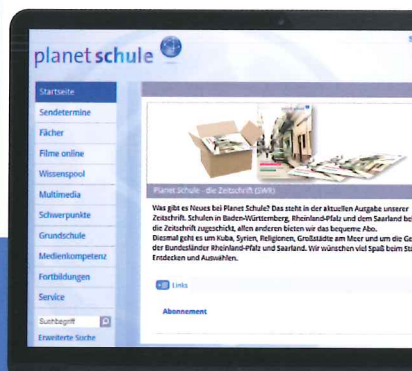 planet schule
Startseite
Sendetermine
Fächer
Filme online
Wissenspool
Multimedia
Schwerpunkte
Grundschule
Medienkompetenz
Fortbildungen
Service
Suchbegriff
Erweiterte Suche
Planet Schule - die Zeitschrift (SWR)
Was gibt es Neues bei Planet Schule? Das steht in der aktuellen Ausgabe unserer
Zeitschrift. Schulen in Baden-Württemberg, Rheinland-Pfalz und dem Saarland
die Zeitschrift zugeschickt, allen anderen bieten wir das bequeme Abo.
Diesmal geht es um Kuba, Syrien, Religionen, Großstädte am Meer und um die
der Bundesländer Rheinland-Pfalz und Saarland. Wir wünschen viel Spaß beim
Entdecken und Auswählen.
Links
Abonnement